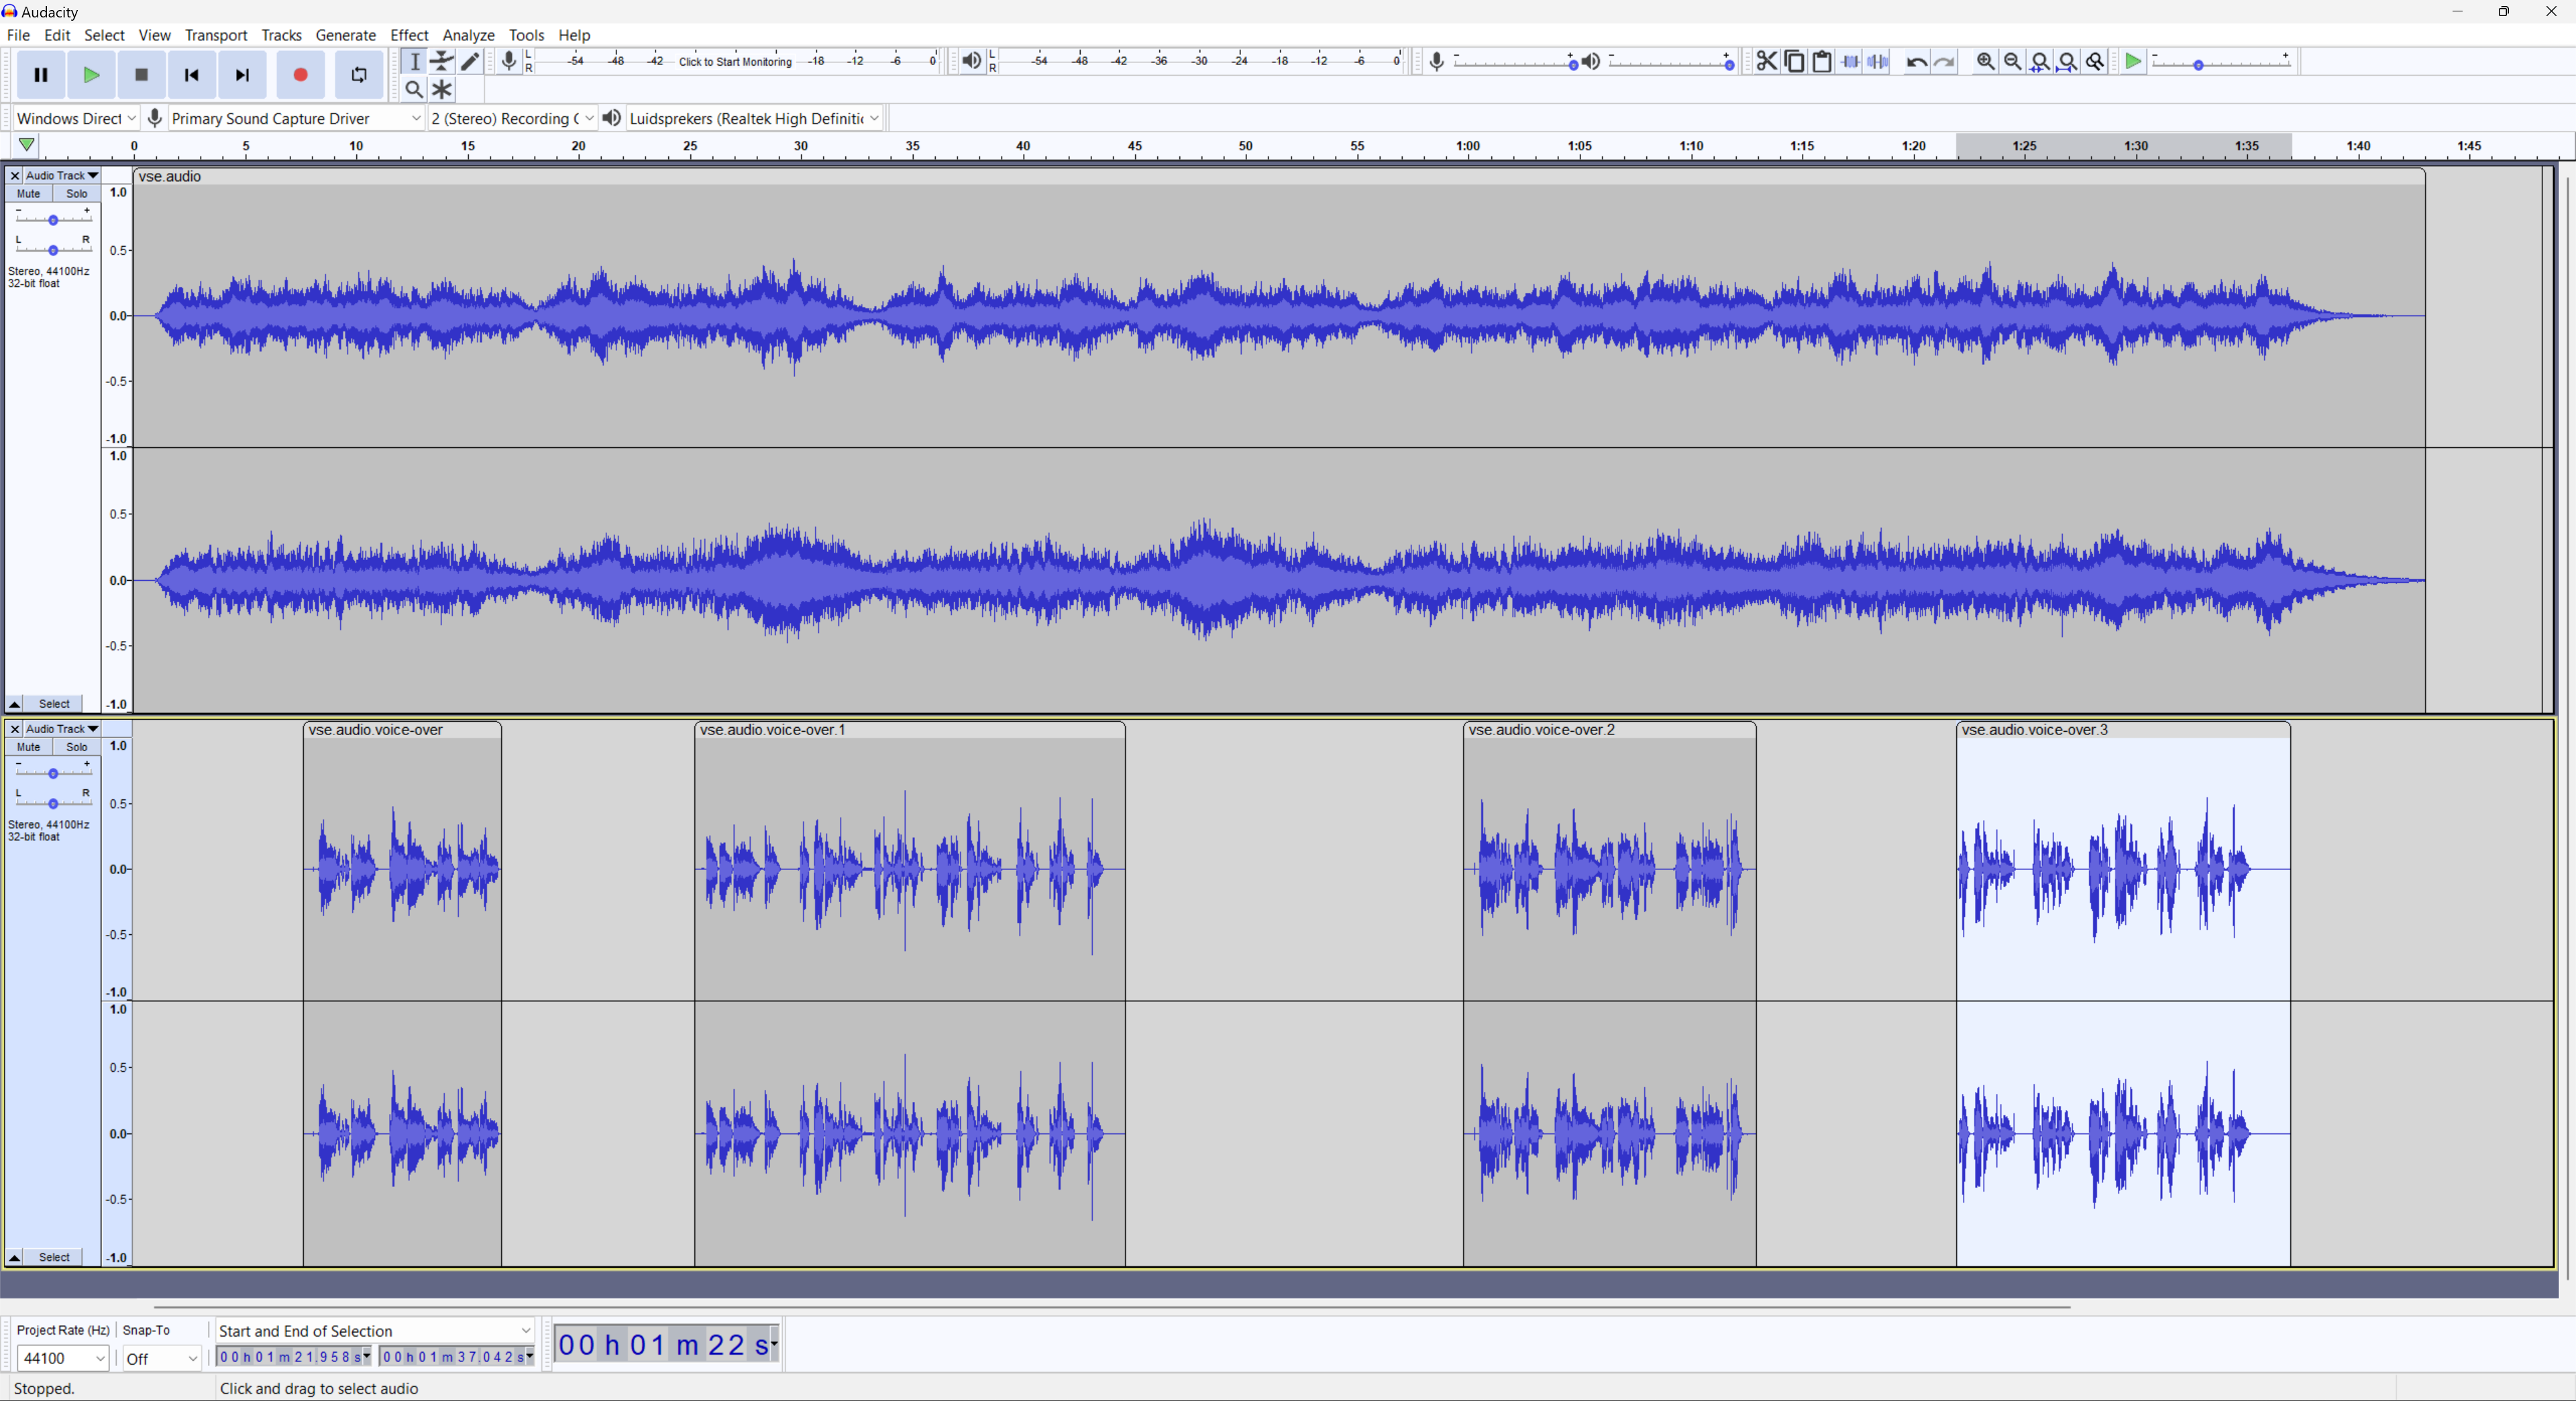 Audacity
File Edit Select View Transport Tracks Generate Effect Analyze Tools Help
L -54 -48 -42 Click to Start Monitoring -18 -12 -6 0 L -54 -48 -42 -36 -30 -24 -18 -12 -6 0 - + - + - +
R R
Windows Direct Primary Sound Capture Driver 2 (Stereo) Recording Luidsprekers (Realtek High Definiti
0 5 10 15 20 25 30 35 40 45 50 55 1:00 1:05 1:10 1:15 1:20 1:25 1:30 1:35 1:40 1:45
Audio Track vse.audio
Mute Solo 1.0
- +
L R
0.5
Stereo, 44100Hz
32-bit float
0.0
-0.5
-1.0
1.0
0.5
0.0
-0.5
Select -1.0
Audio Track vse.audio.voice-over vse.audio.voice-over.1 vse.audio.voice-over.2 vse.audio.voice-over.3
Mute Solo 1.0
- +
L R
0.5
Stereo, 44100Hz
32-bit float
0.0
-0.5
-1.0
1.0
0.5
0.0
-0.5
Select -1.0
Project Rate (Hz) Snap-To Start and End of Selection
44100 Off 00 h 01 m 21.958 s 00 h 01 m 37.042 s 00 h 01 m 22 s
Stopped. Click and drag to select audio